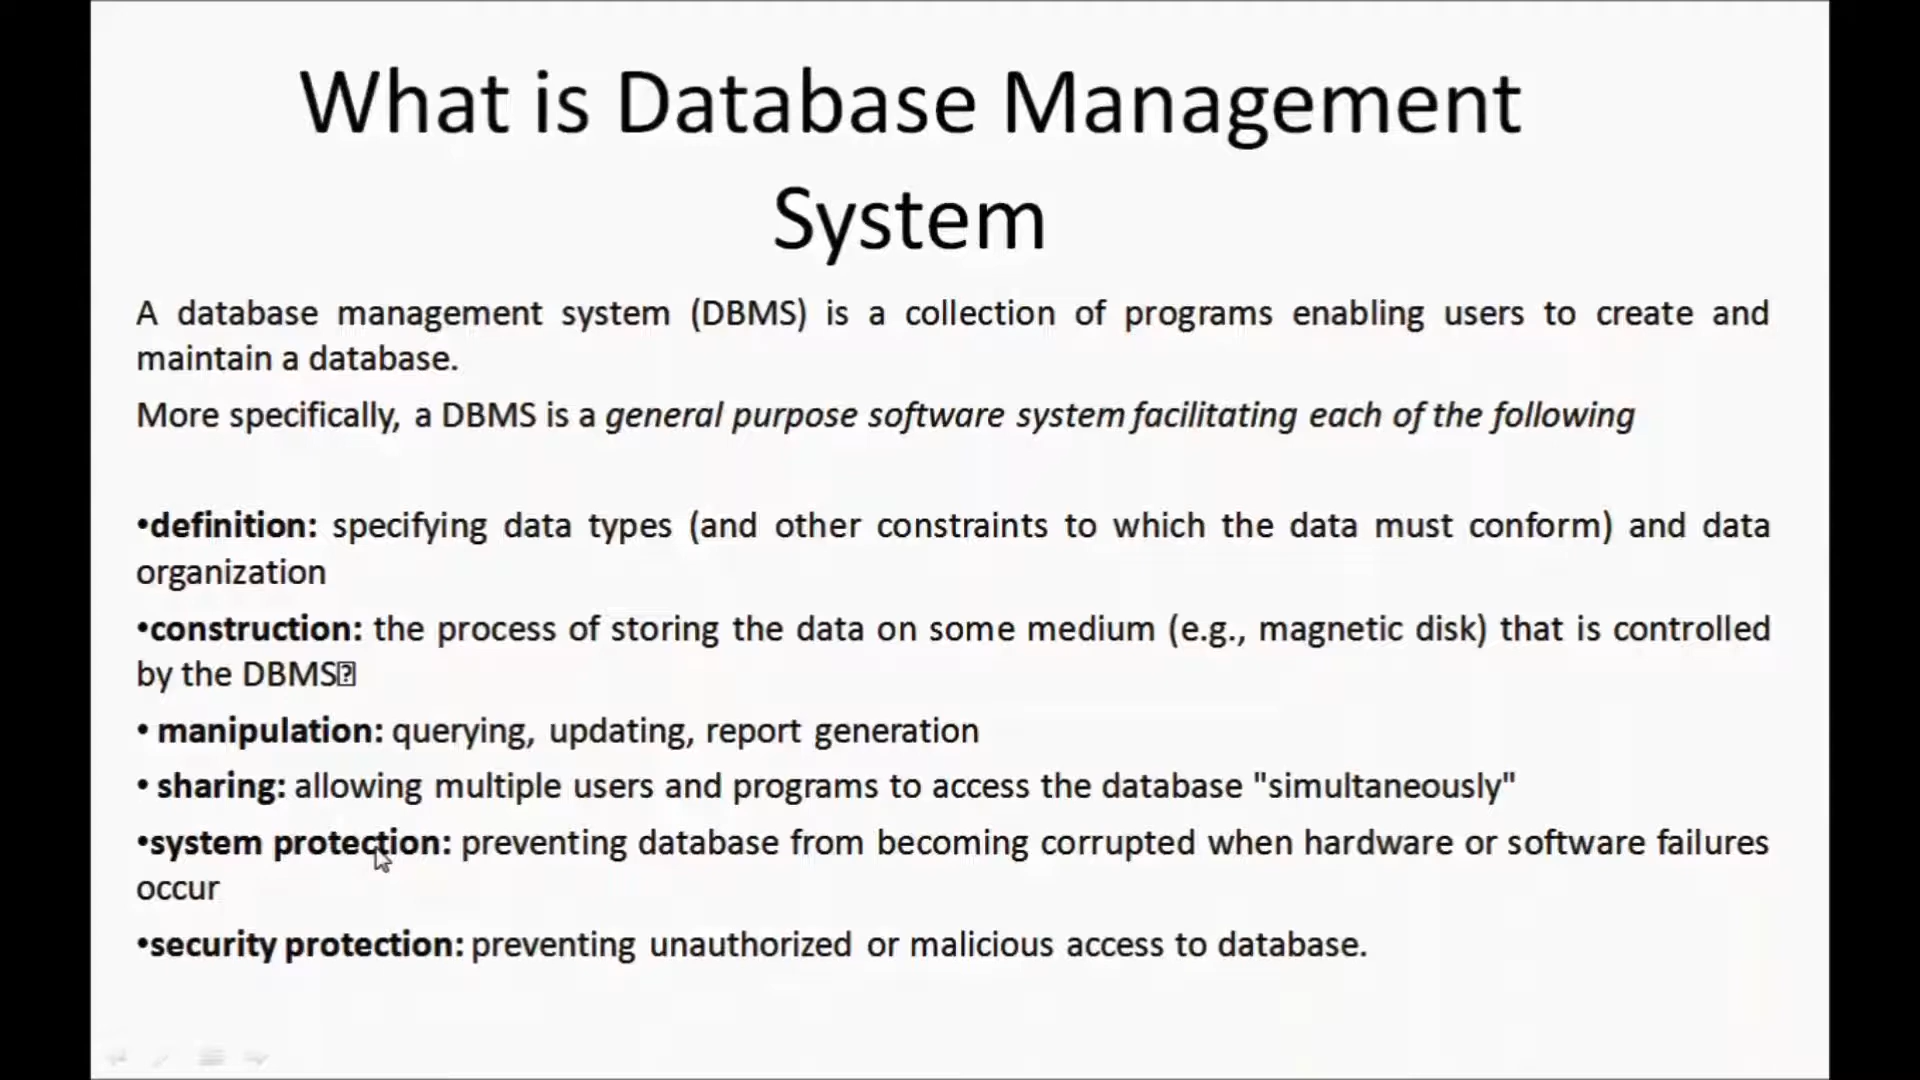 What is Database Management
System
A database management system (DBMS) is a collection of programs enabling users to create and
maintain a database.
More specifically, a DBMS is a general purpose software system facilitating each of the following
•definition: specifying data types (and other constraints to which the data must conform) and data
organization
•construction: the process of storing the data on some medium (e.g., magnetic disk) that is controlled
by the DBMS�
• manipulation: querying, updating, report generation
• sharing: allowing multiple users and programs to access the database "simultaneously"
•system protection: preventing database from becoming corrupted when hardware or software failures
occur
•security protection: preventing unauthorized or malicious access to database.